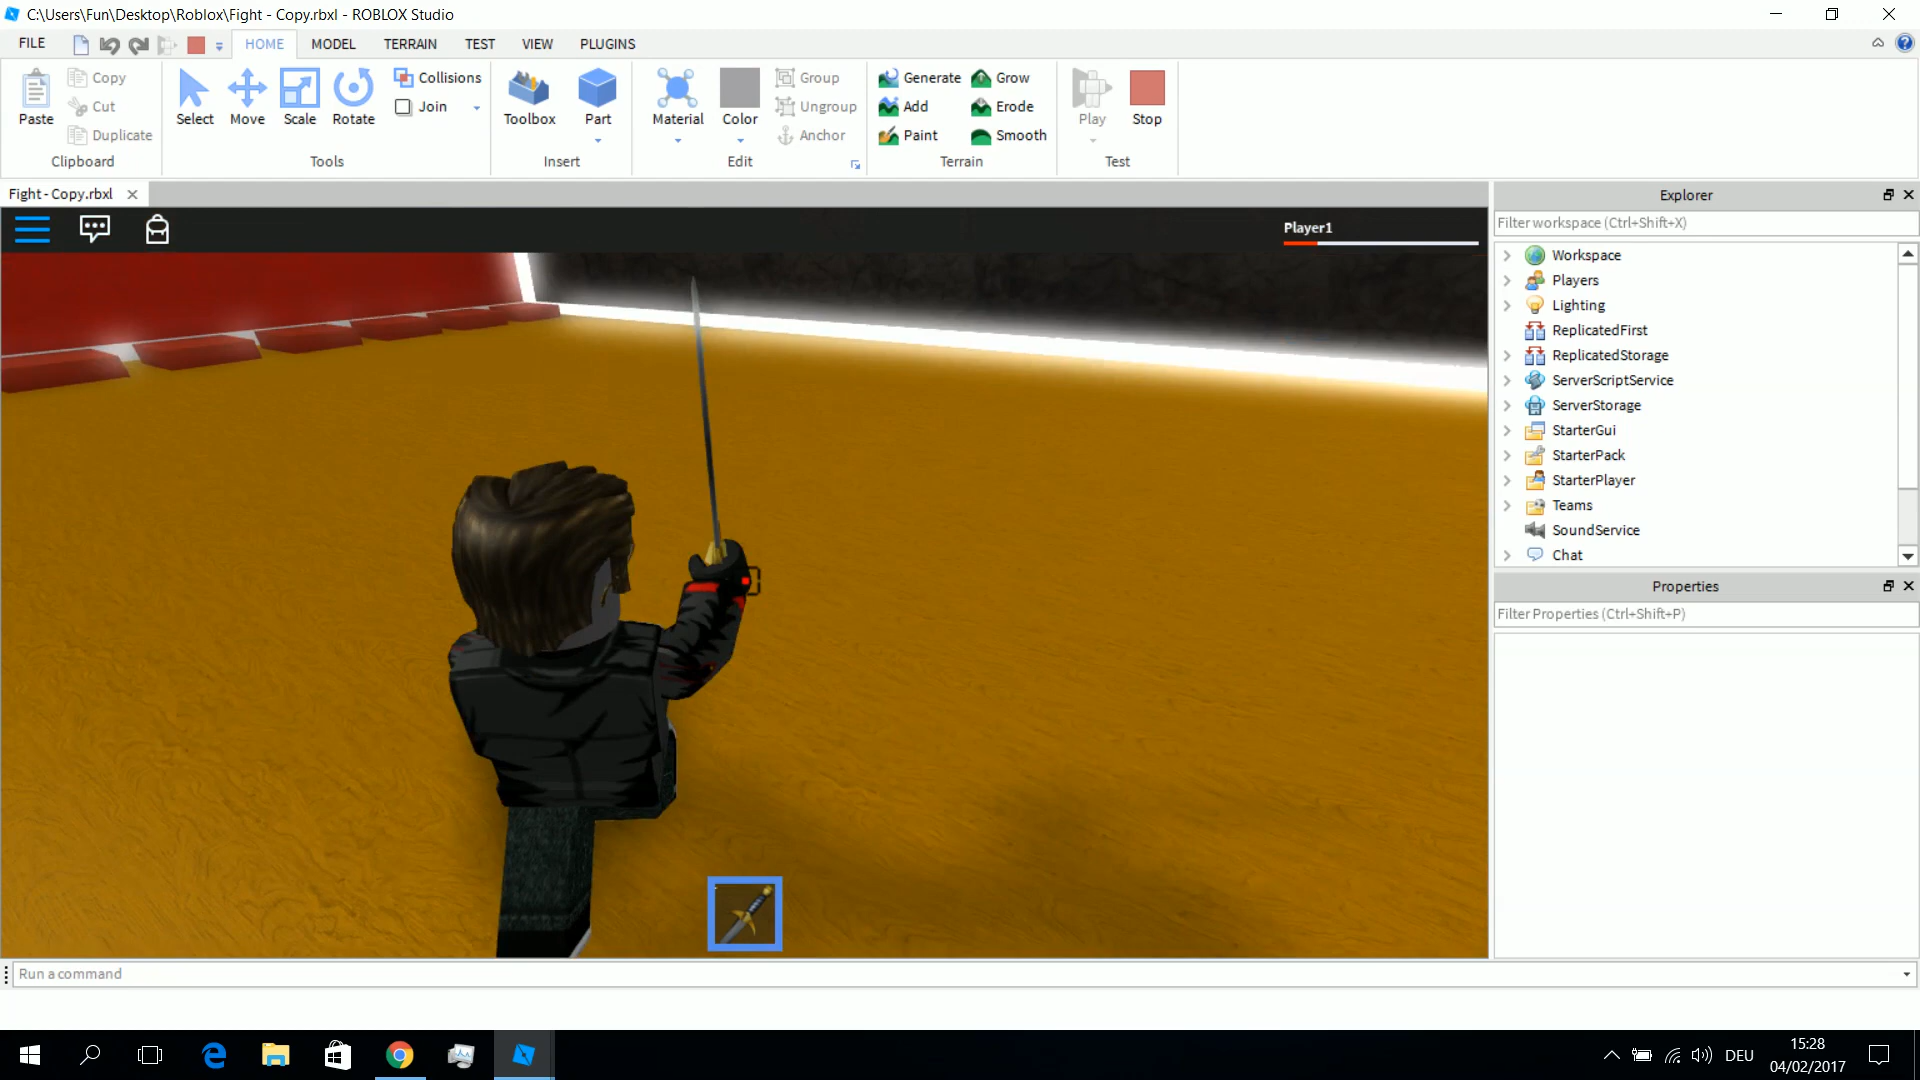 C:\Users\Fun\Desktop\Roblox\Fight - Copy.rbxl - ROBLOX Studio
FILE HOME MODEL TERRAIN TEST VIEW PLUGINS
Paste
Copy
Cut
Duplicate
Clipboard
Select
Move
Scale
Rotate
Collisions
Join
Tools
Toolbox
Part
Insert
Material
Color
Group
Ungroup
Anchor
Edit
Generate
Add
Paint
Grow
Erode
Smooth
Terrain
Play
Stop
Test
Fight - Copy.rbxl
Player1
Explorer
Filter workspace (Ctrl+Shift+X)
Workspace
Players
Lighting
ReplicatedFirst
ReplicatedStorage
ServerScriptService
ServerStorage
StarterGui
StarterPack
StarterPlayer
Teams
SoundService
Chat
Properties
Filter Properties (Ctrl+Shift+P)
Run a command
DEU
15:28
04/02/2017